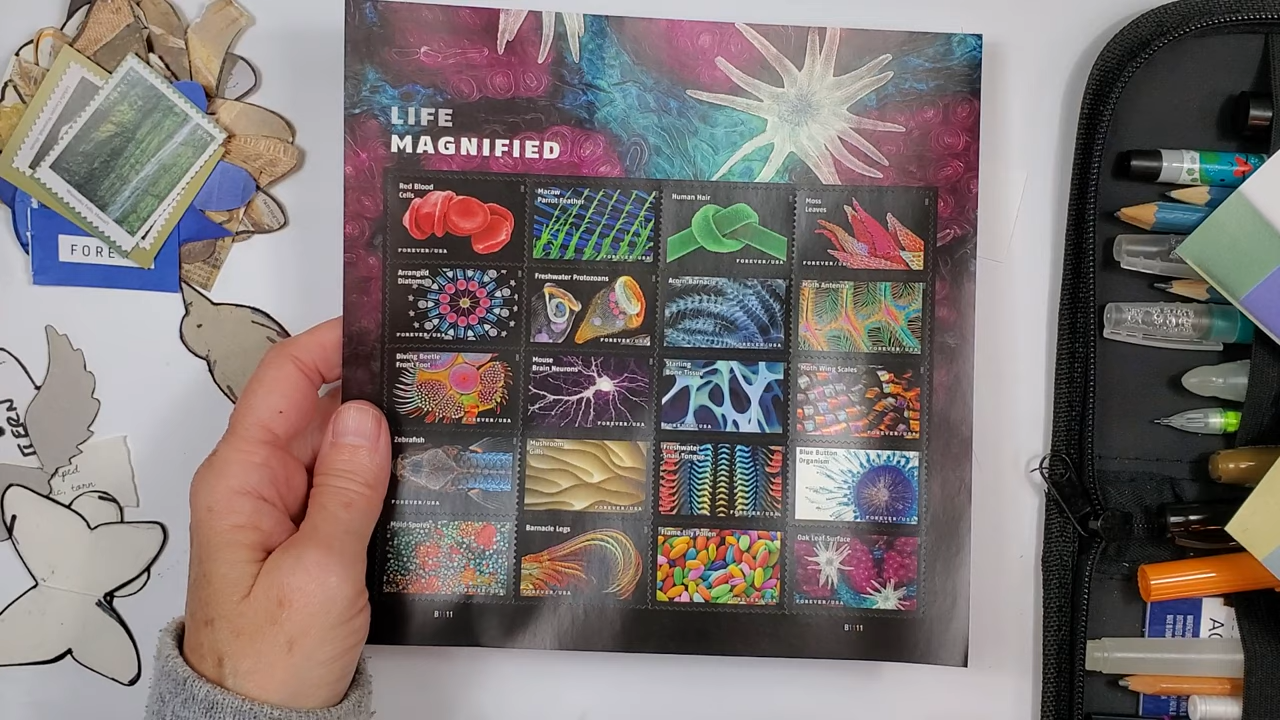 LIFE
MAGNIFIED
Red Blood
Cells
FOREVER/USA
Macaw
Parrot Feather
FOREVER/USA
Human Hair
FOREVER/USA
Moss
Leaves
FOREVER/USA
Arranged
Diatoms
FOREVER/USA
Freshwater Protozoans
FOREVER/USA
Acorn Barnacle
FOREVER/USA
Moth Antenna
FOREVER/USA
Diving Beetle
Front Foot
FOREVER/USA
Mouse
Brain Neurons
FOREVER/USA
Starling
Bone Tissue
FOREVER/USA
Moth Wing Scales
FOREVER/USA
Zebrafish
FOREVER/USA
Mushroom
Gills
FOREVER/USA
Freshwater
Snail Tongue
FOREVER/USA
Blue Button
Organism
FOREVER/USA
Mold Spores
FOREVER/USA
Barnacle Legs
FOREVER/USA
Flame Lily Pollen
FOREVER/USA
Oak Leaf Surface
FOREVER/USA
B1111
B1111
FORE